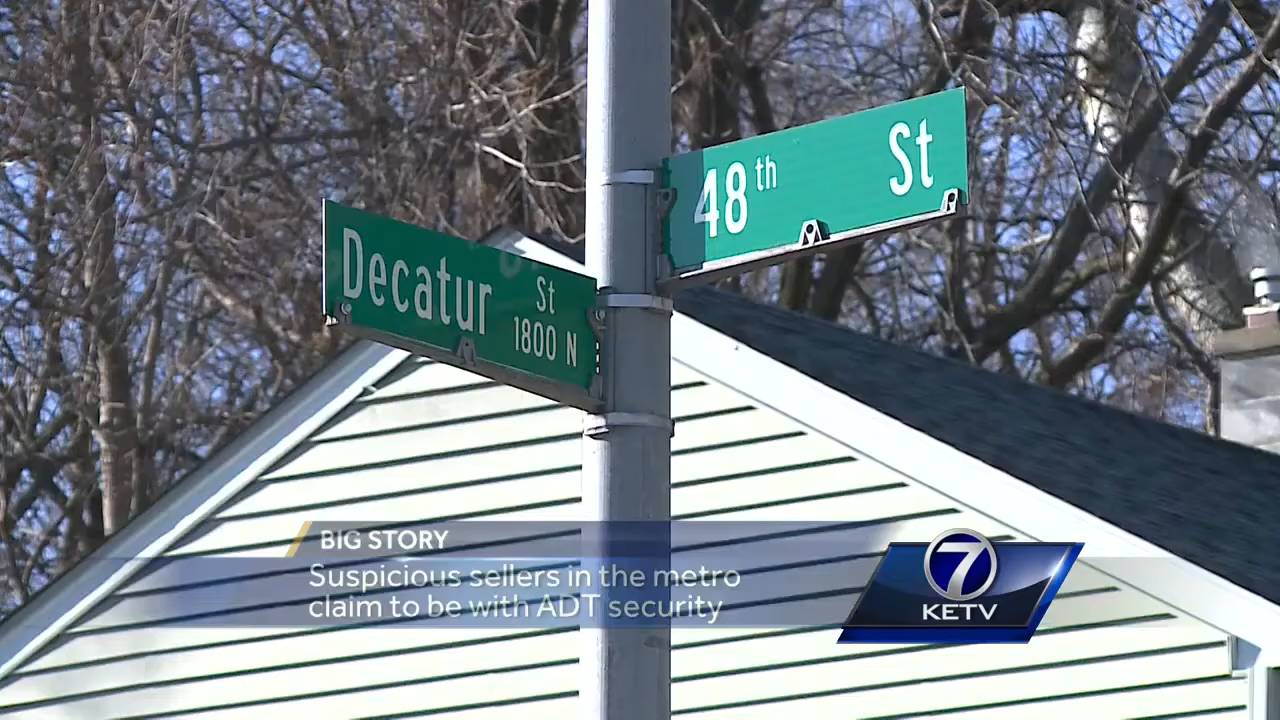 48th St
Decatur St
1800 N
BIG STORY
Suspicious sellers in the metro
claim to be with ADT security
7
KETV